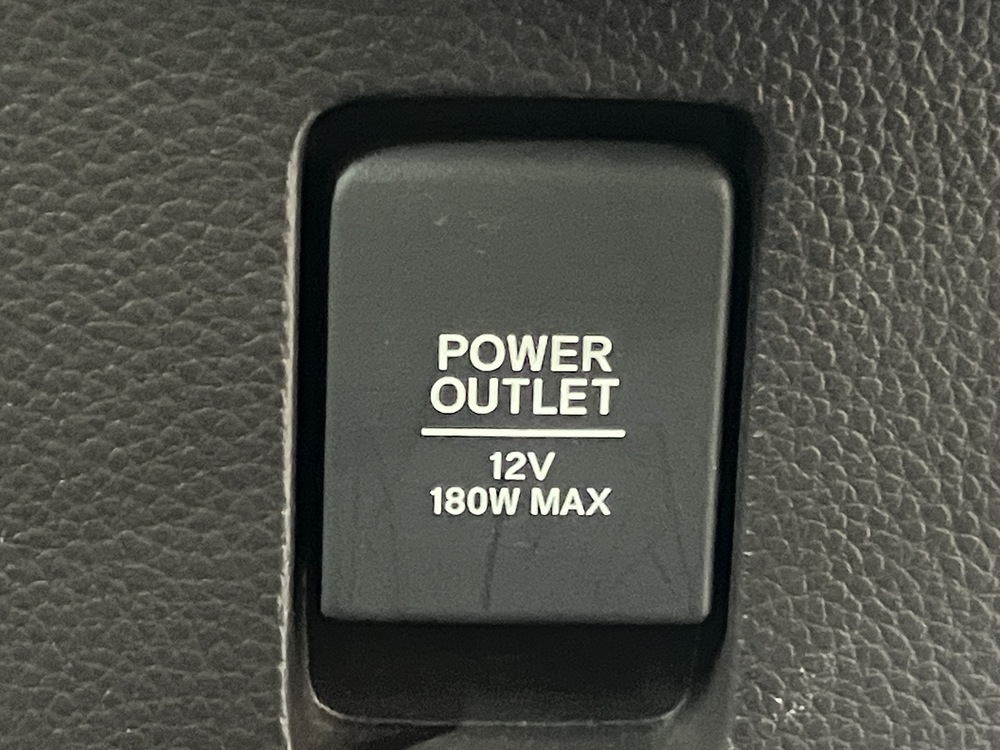 POWER
OUTLET
12V
180W MAX